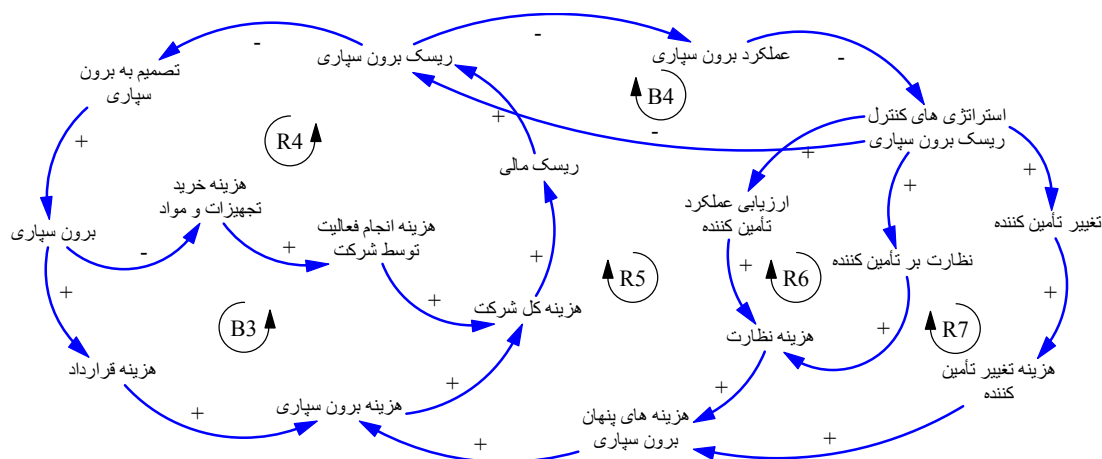 -
-
-
+
ریسک برون سپاری
عملکرد برون سپاری
تصمیم به برون
سپاری
B4
استراتژی های کنترل
ریسک برون سپاری
+
-
+
+
+
R4
ریسک مالی
هزینه خرید
تجهیزات و مواد
ارزیابی عملکرد
تأمین کننده
تغییر تأمین کننده
برون سپاری
هزینه انجام فعالیت
توسط شرکت
نظارت بر تأمین کننده
-
+
+
+
R5
R6
+
+
+
هزینه کل شرکت
B3
هزینه نظارت
+
R7
هزینه قرارداد
هزینه تغییر تأمین
کننده
+
+
+
هزینه برون سپاری
هزینه های پنهان
برون سپاری
+
+